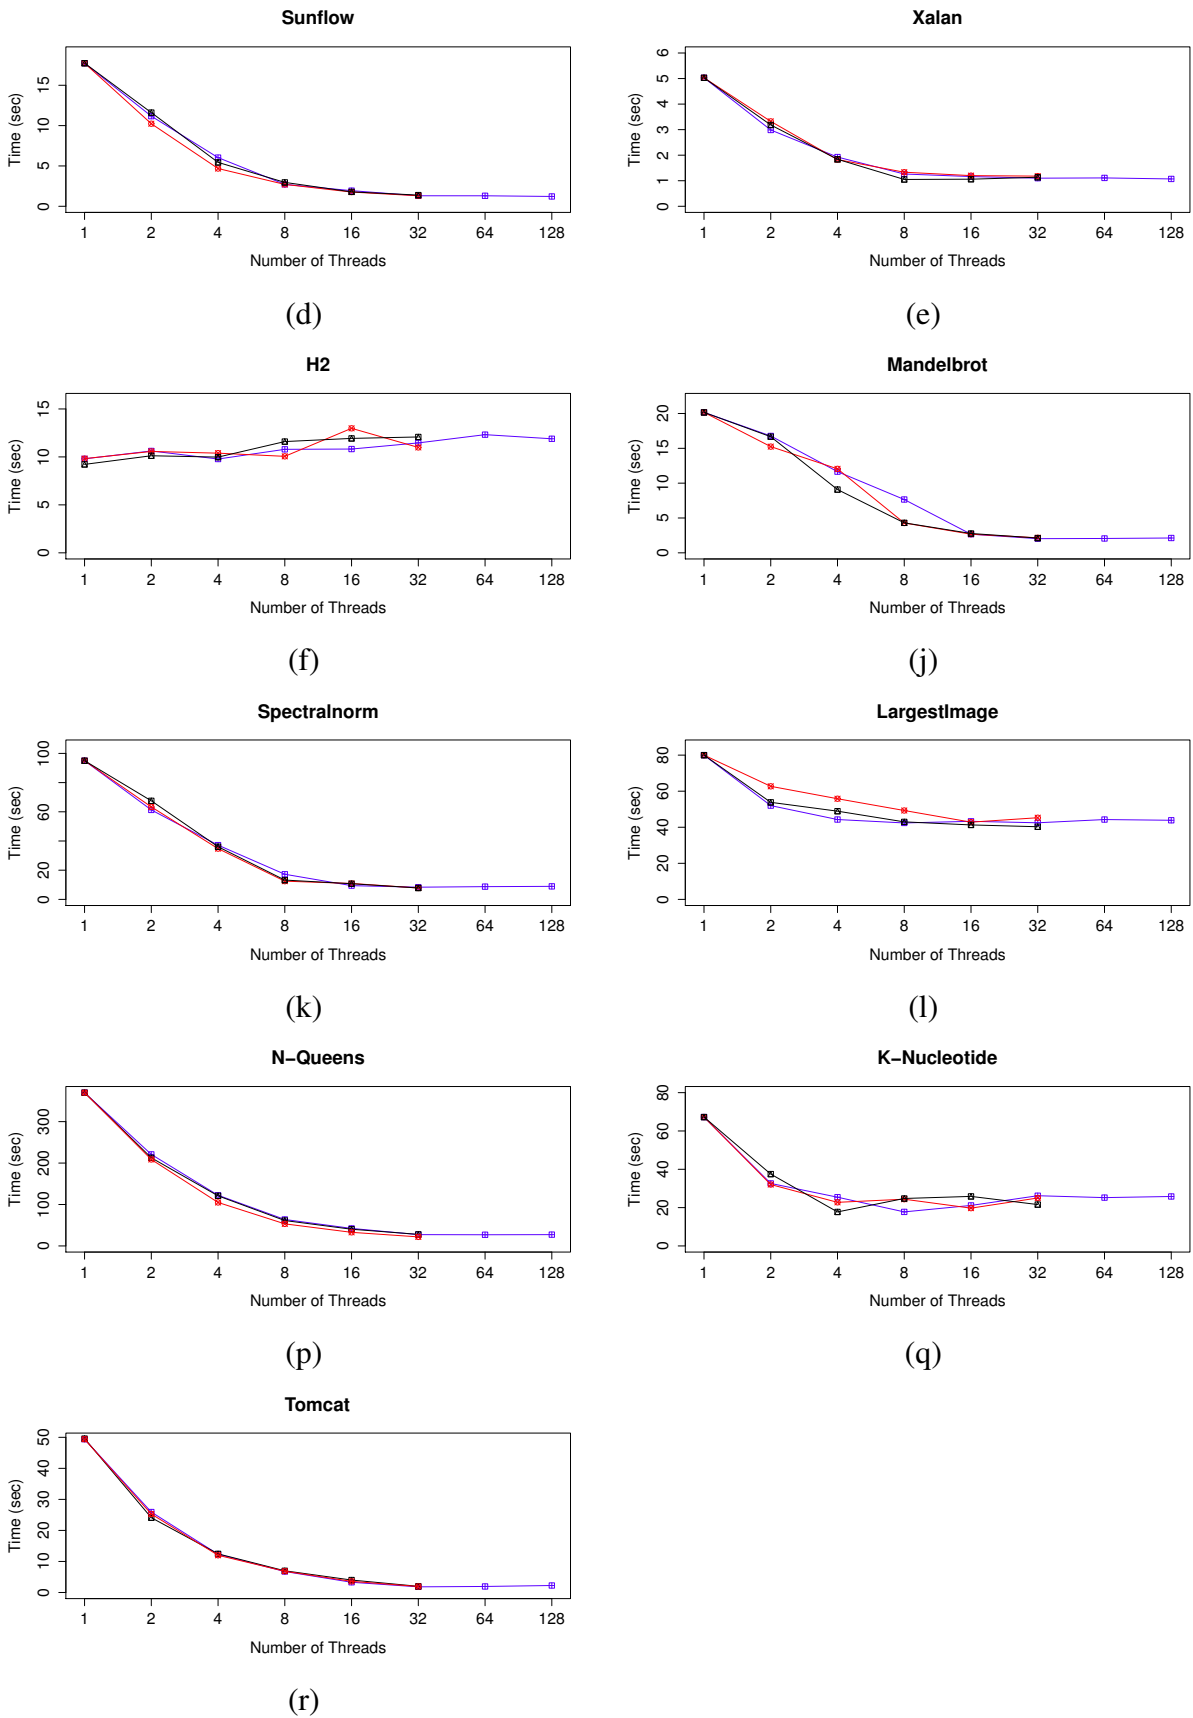 Sunflow
Time (sec)
15
10
5
0
1 2 4 8 16 32 64 128
Number of Threads
(d)
Xalan
Time (sec)
6
5
4
3
2
1
0
1 2 4 8 16 32 64 128
Number of Threads
(e)
H2
Time (sec)
15
10
5
0
1 2 4 8 16 32 64 128
Number of Threads
(f)
Mandelbrot
Time (sec)
20
15
10
5
0
1 2 4 8 16 32 64 128
Number of Threads
(j)
Spectralnorm
Time (sec)
100
60
20
0
1 2 4 8 16 32 64 128
Number of Threads
(k)
LargestImage
Time (sec)
80
60
40
20
0
1 2 4 8 16 32 64 128
Number of Threads
(l)
N−Queens
Time (sec)
300
200
100
0
1 2 4 8 16 32 64 128
Number of Threads
(p)
K−Nucleotide
Time (sec)
80
60
40
20
0
1 2 4 8 16 32 64 128
Number of Threads
(q)
Tomcat
Time (sec)
50
40
30
20
10
0
1 2 4 8 16 32 64 128
Number of Threads
(r)